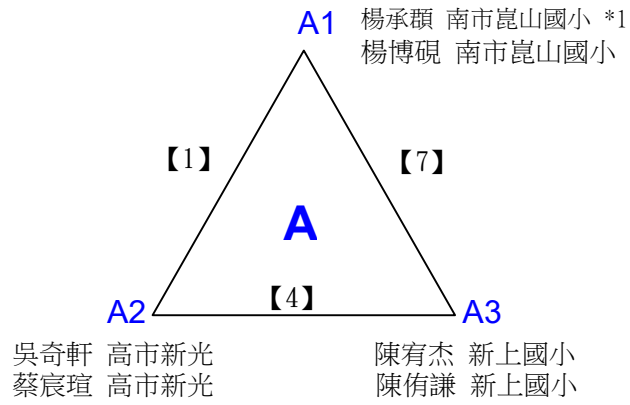 A1 楊承顥 南市崑山國小 *1
楊博硯 南市崑山國小
【1】 【7】
A
A2 【4】 A3
吳奇軒 高市新光 陳宥杰 新上國小
蔡宸瑄 高市新光 陳侑謙 新上國小